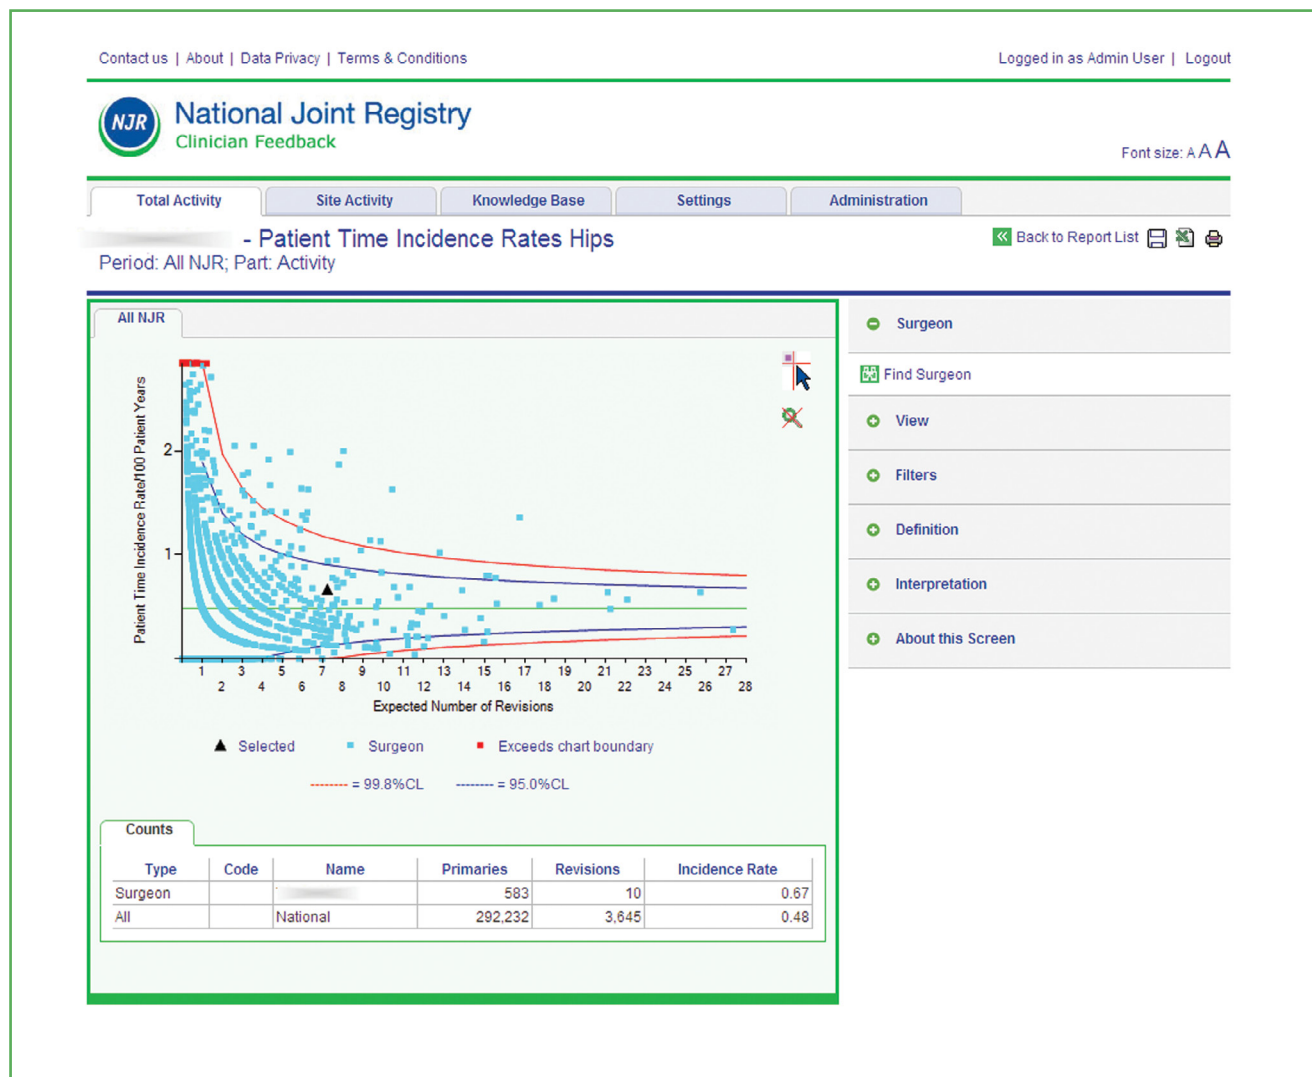 Contact us | About | Data Privacy | Terms & Conditions
Logged in as Admin User | Logout
NJR
National Joint Registry
Clinician Feedback
Font size: A A A
Total Activity
Site Activity
Knowledge Base
Settings
Administration
- Patient Time Incidence Rates Hips
Back to Report List
Period: All NJR; Part: Activity
All NJR
Patient Time Incidence Rate/100 Patient Years
2
1
1 3 5 7 9 11 13 15 17 19 21 23 25 27
2 4 6 8 10 12 14 16 18 20 22 24 26 28
Expected Number of Revisions
Selected Surgeon Exceeds chart boundary
-------- = 99.8%CL -------- = 95.0%CL
Counts
Type Code Name Primaries Revisions Incidence Rate
Surgeon 583 10 0.67
All National 292,232 3,645 0.48
Surgeon
Find Surgeon
View
Filters
Definition
Interpretation
About this Screen